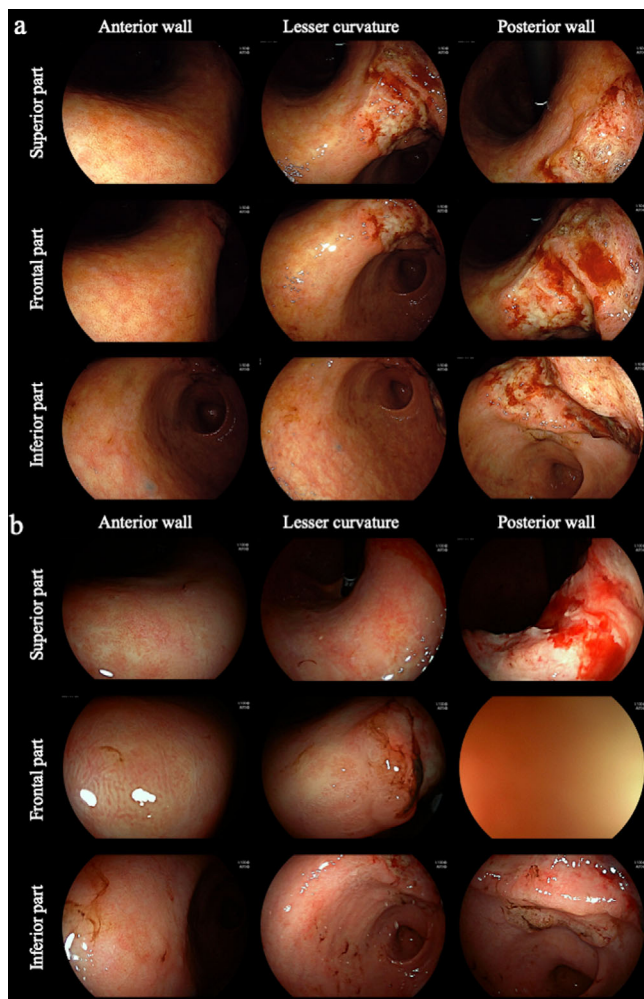 a
Anterior wall Lesser curvature Posterior wall
Superior part
Frontal part
Inferior part
b
Anterior wall Lesser curvature Posterior wall
Superior part
Frontal part
Inferior part